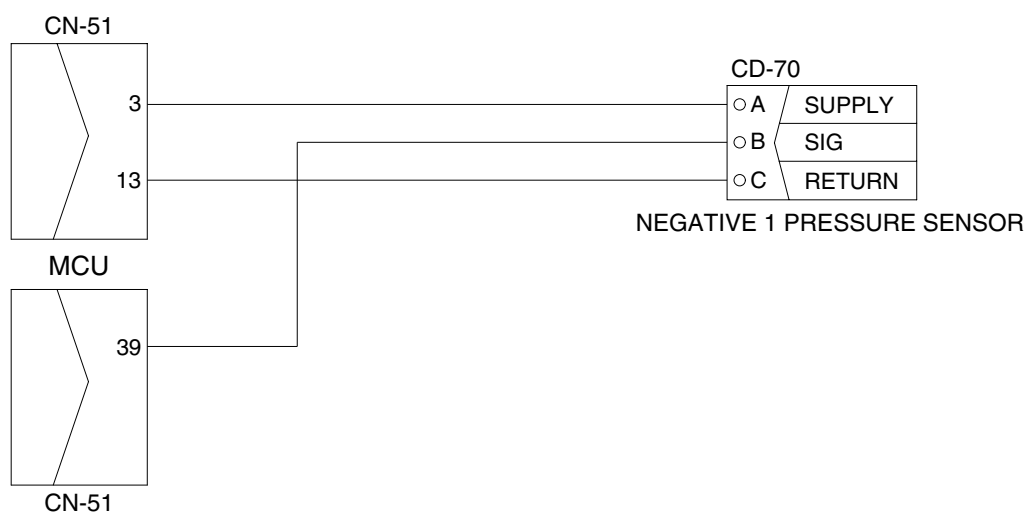 CN-51
CD-70
3
A SUPPLY
B SIG
13
C RETURN
NEGATIVE 1 PRESSURE SENSOR
MCU
39
CN-51